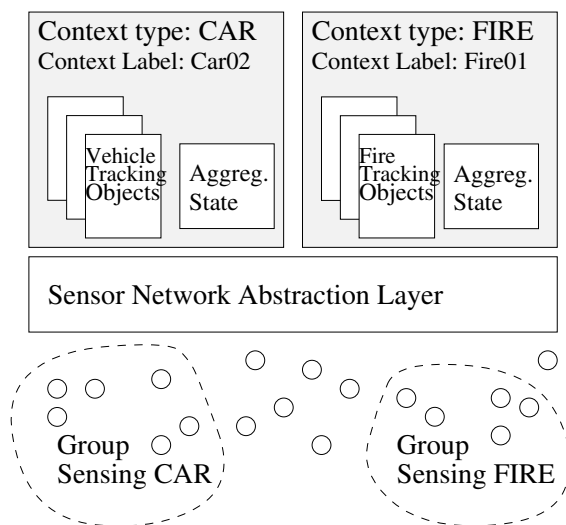 Context type: CAR
Context Label: Car02
Vehicle
Tracking
Objects
Aggreg.
State
Context type: FIRE
Context Label: Fire01
Fire
Tracking
Objects
Aggreg.
State
Sensor Network Abstraction Layer
Group
Sensing CAR
Group
Sensing FIRE